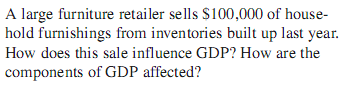 A large furniture retailer sells $100,000 of house-
hold furnishings from inventories built up last year.
How does this sale influence GDP? How are the
components of GDP affected?